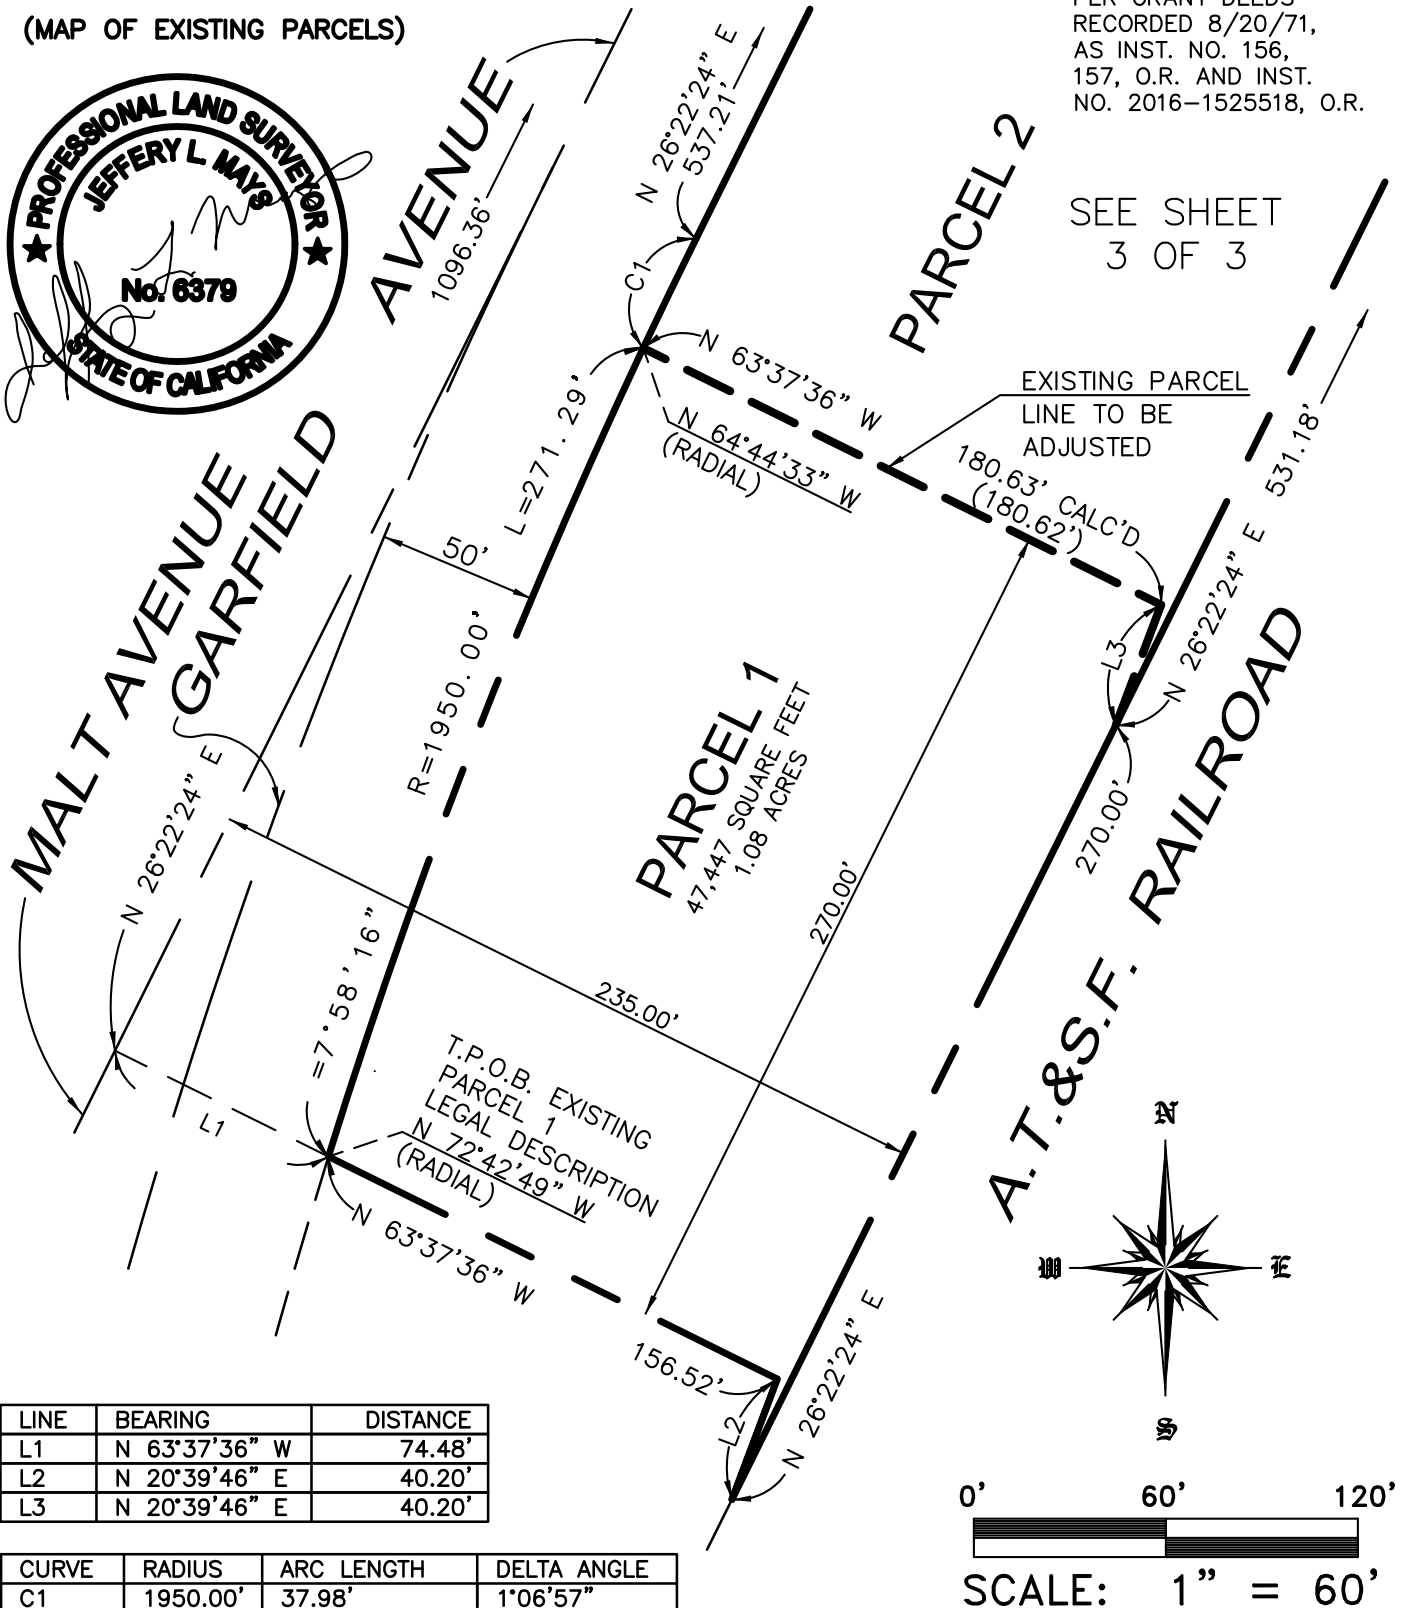 (MAP OF EXISTING PARCELS)
RECORDED 8/20/71,
AS INST. NO. 156,
157, O.R. AND INST.
NO. 2016–1525518, O.R.
PROFESSIONAL LAND SURVEYOR
JEFFERY L. MAYS
No. 6379
STATE OF CALIFORNIA
AVENUE
1096.36'
N 26°22'24" E
537.21'
C1
PARCEL 2
SEE SHEET
3 OF 3
N 63°37'36" W
N 64°44'33" W
(RADIAL)
EXISTING PARCEL
LINE TO BE
ADJUSTED
180.63' CALC'D
(180.62')
531.18'
N 26°22'24" E
L3
L=271.29'
50'
R=1950.00'
MALT AVENUE
GARFIELD
N 26°22'24" E
PARCEL 1
47,447 SQUARE FEET
1.08 ACRES
270.00'
270.00'
A.T.&S.F. RAILROAD
235.00'
=7°58'16"
L1
T.P.O.B. EXISTING
PARCEL 1
LEGAL DESCRIPTION
N 72°42'49" W
(RADIAL)
N 63°37'36" W
156.52'
L2
N 26°22'24" E
N
W E
S
LINE BEARING DISTANCE
L1 N 63°37'36" W 74.48'
L2 N 20°39'46" E 40.20'
L3 N 20°39'46" E 40.20'
CURVE RADIUS ARC LENGTH DELTA ANGLE
C1 1950.00' 37.98' 1°06'57"
0' 60' 120'
SCALE: 1" = 60'